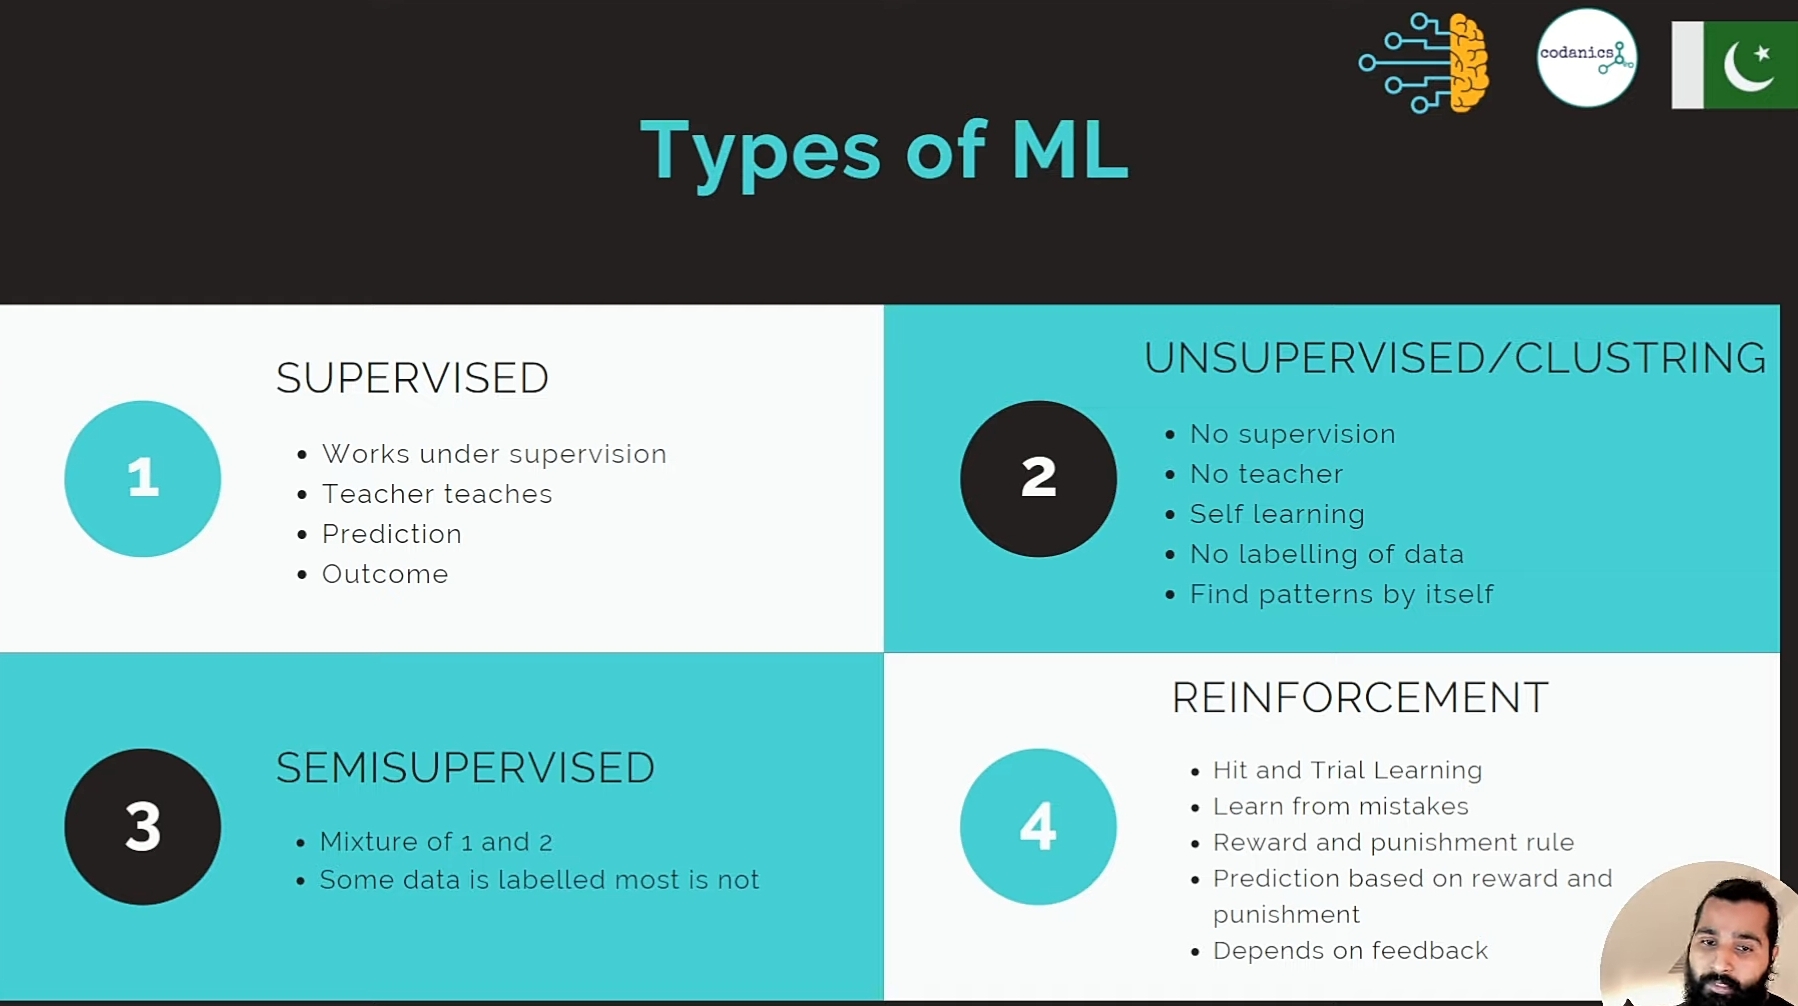 codanics
Types of ML
1
SUPERVISED
• Works under supervision
• Teacher teaches
• Prediction
• Outcome
2
UNSUPERVISED/CLUSTRING
• No supervision
• No teacher
• Self learning
• No labelling of data
• Find patterns by itself
3
SEMISUPERVISED
• Mixture of 1 and 2
• Some data is labelled most is not
4
REINFORCEMENT
• Hit and Trial Learning
• Learn from mistakes
• Reward and punishment rule
• Prediction based on reward and
punishment
• Depends on feedback